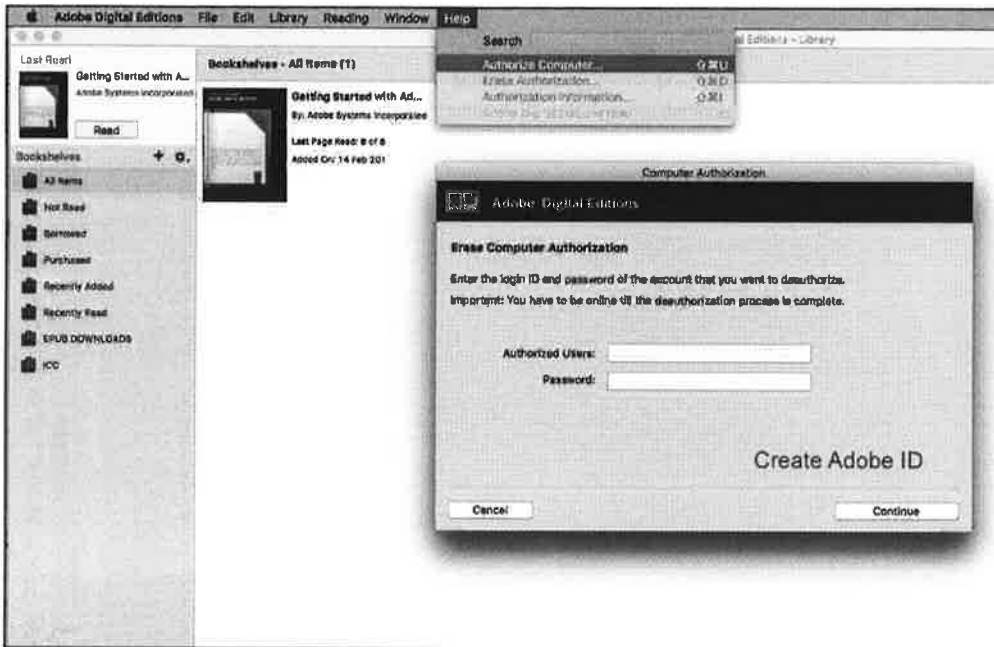 Adobe Digital Editions File Edit Library Reading Window Help
Search
Authorize Computer... ⇧⌘U
Erase Authorization... ⇧⌘D
Authorization Information... ⇧⌘I
al Editions - Library
Last Read
Getting Started with A...
Adobe Systems Incorporated
Read
Bookshelves
All Items
Not Read
Borrowed
Purchased
Recently Added
Recently Read
EPUB DOWNLOADS
Bookshelves - All Items (1)
Getting Started with Ad...
By: Adobe Systems Incorporated
Last Page Read: 8 of 8
Added On: 14 Feb 201
Computer Authorization
Adobe Digital Editions
Erase Computer Authorization
Enter the login ID and password of the account that you want to deauthorize.
Important: You have to be online till the deauthorization process is complete.
Authorized Users:
Password:
Create Adobe ID
Cancel Continue